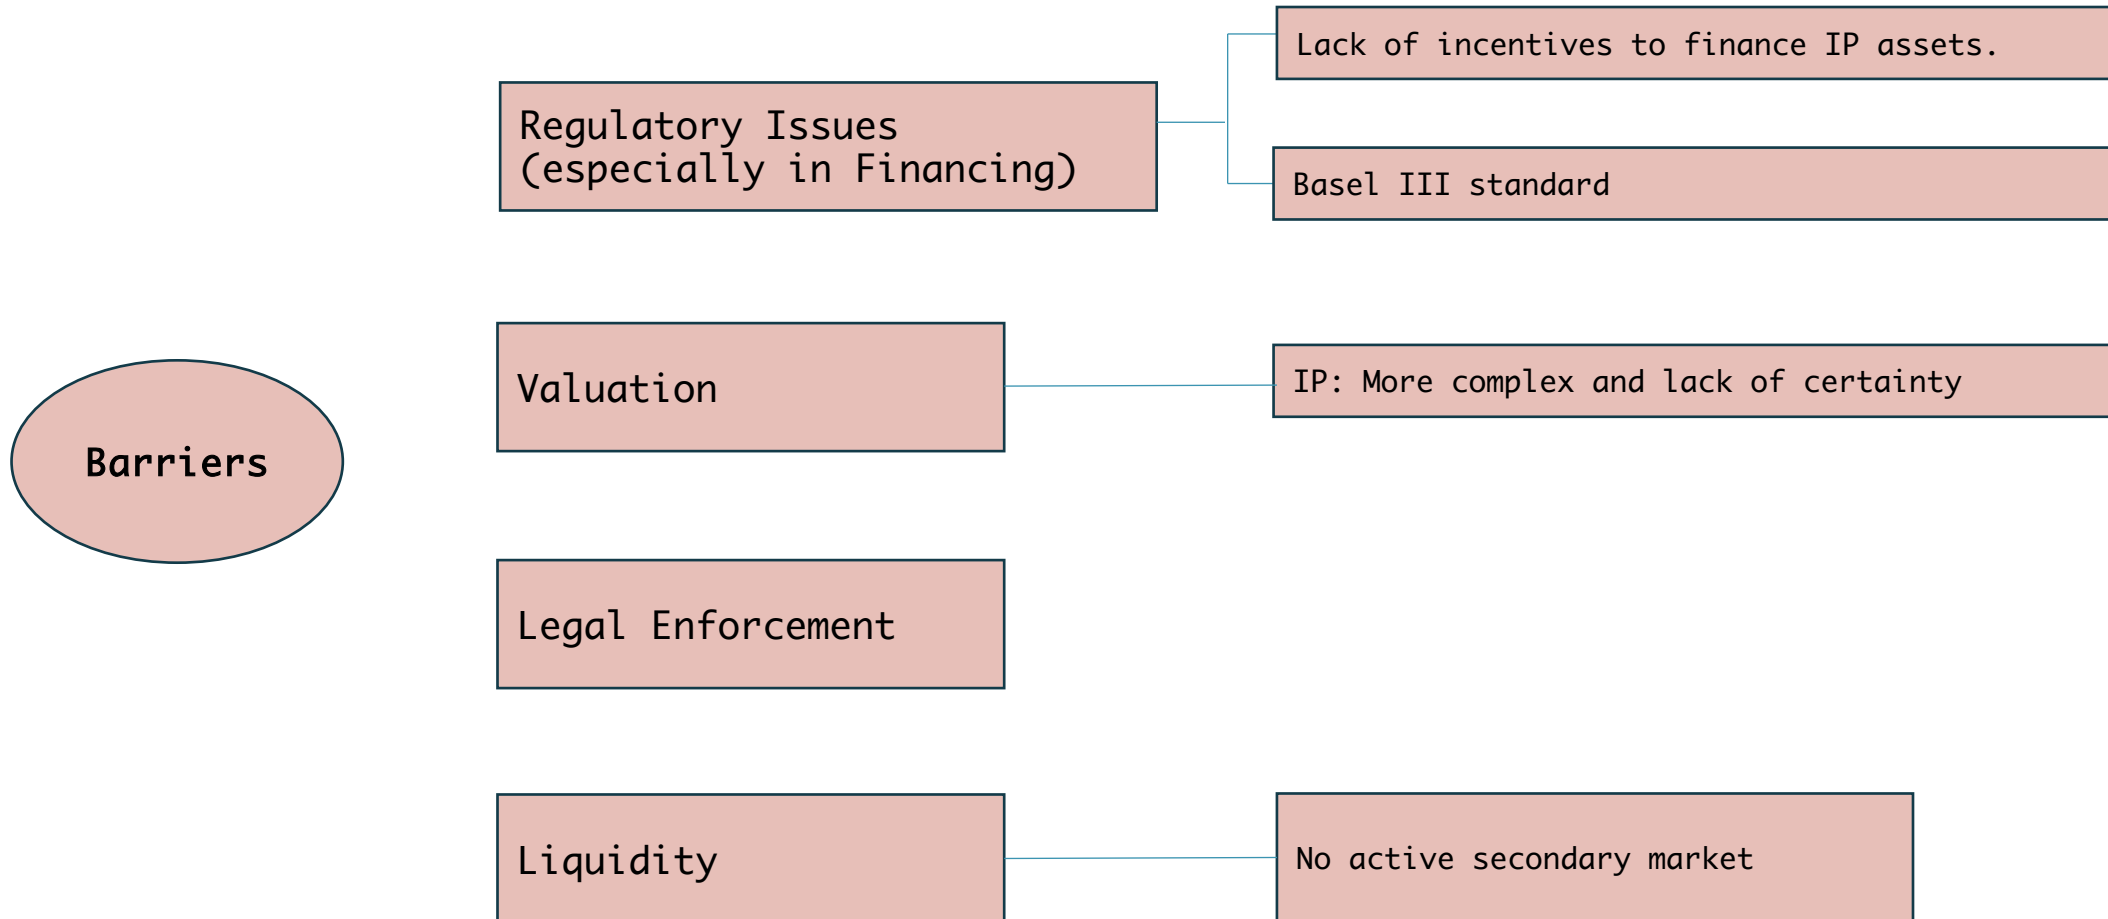 Lack of incentives to finance IP assets.
Regulatory Issues
(especially in Financing)
Basel III standard
Valuation
IP: More complex and lack of certainty
Barriers
Legal Enforcement
Liquidity
No active secondary market